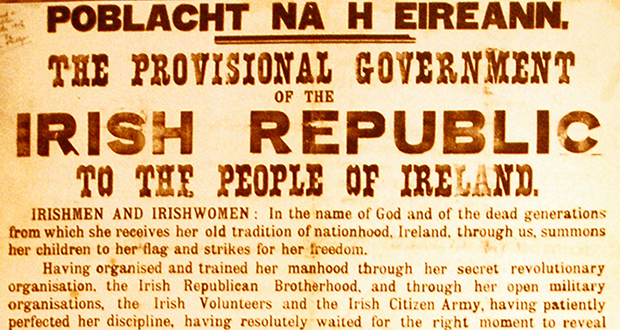 POBLACHT NA H EIREANN.
THE PROVISIONAL GOVERNMENT
OF THE
IRISH REPUBLIC
TO THE PEOPLE OF IRELAND.
IRISHMEN AND IRISHWOMEN : In the name of God and of the dead generations
from which she receives her old tradition of nationhood, Ireland, through us, summons
her children to her flag and strikes for her freedom.
Having organised and trained her manhood through her secret revolutionary
organisation, the Irish Republican Brotherhood, and through her open military
organisations, the Irish Volunteers and the Irish Citizen Army, having patiently
perfected her discipline, having resolutely waited for the right moment to reveal